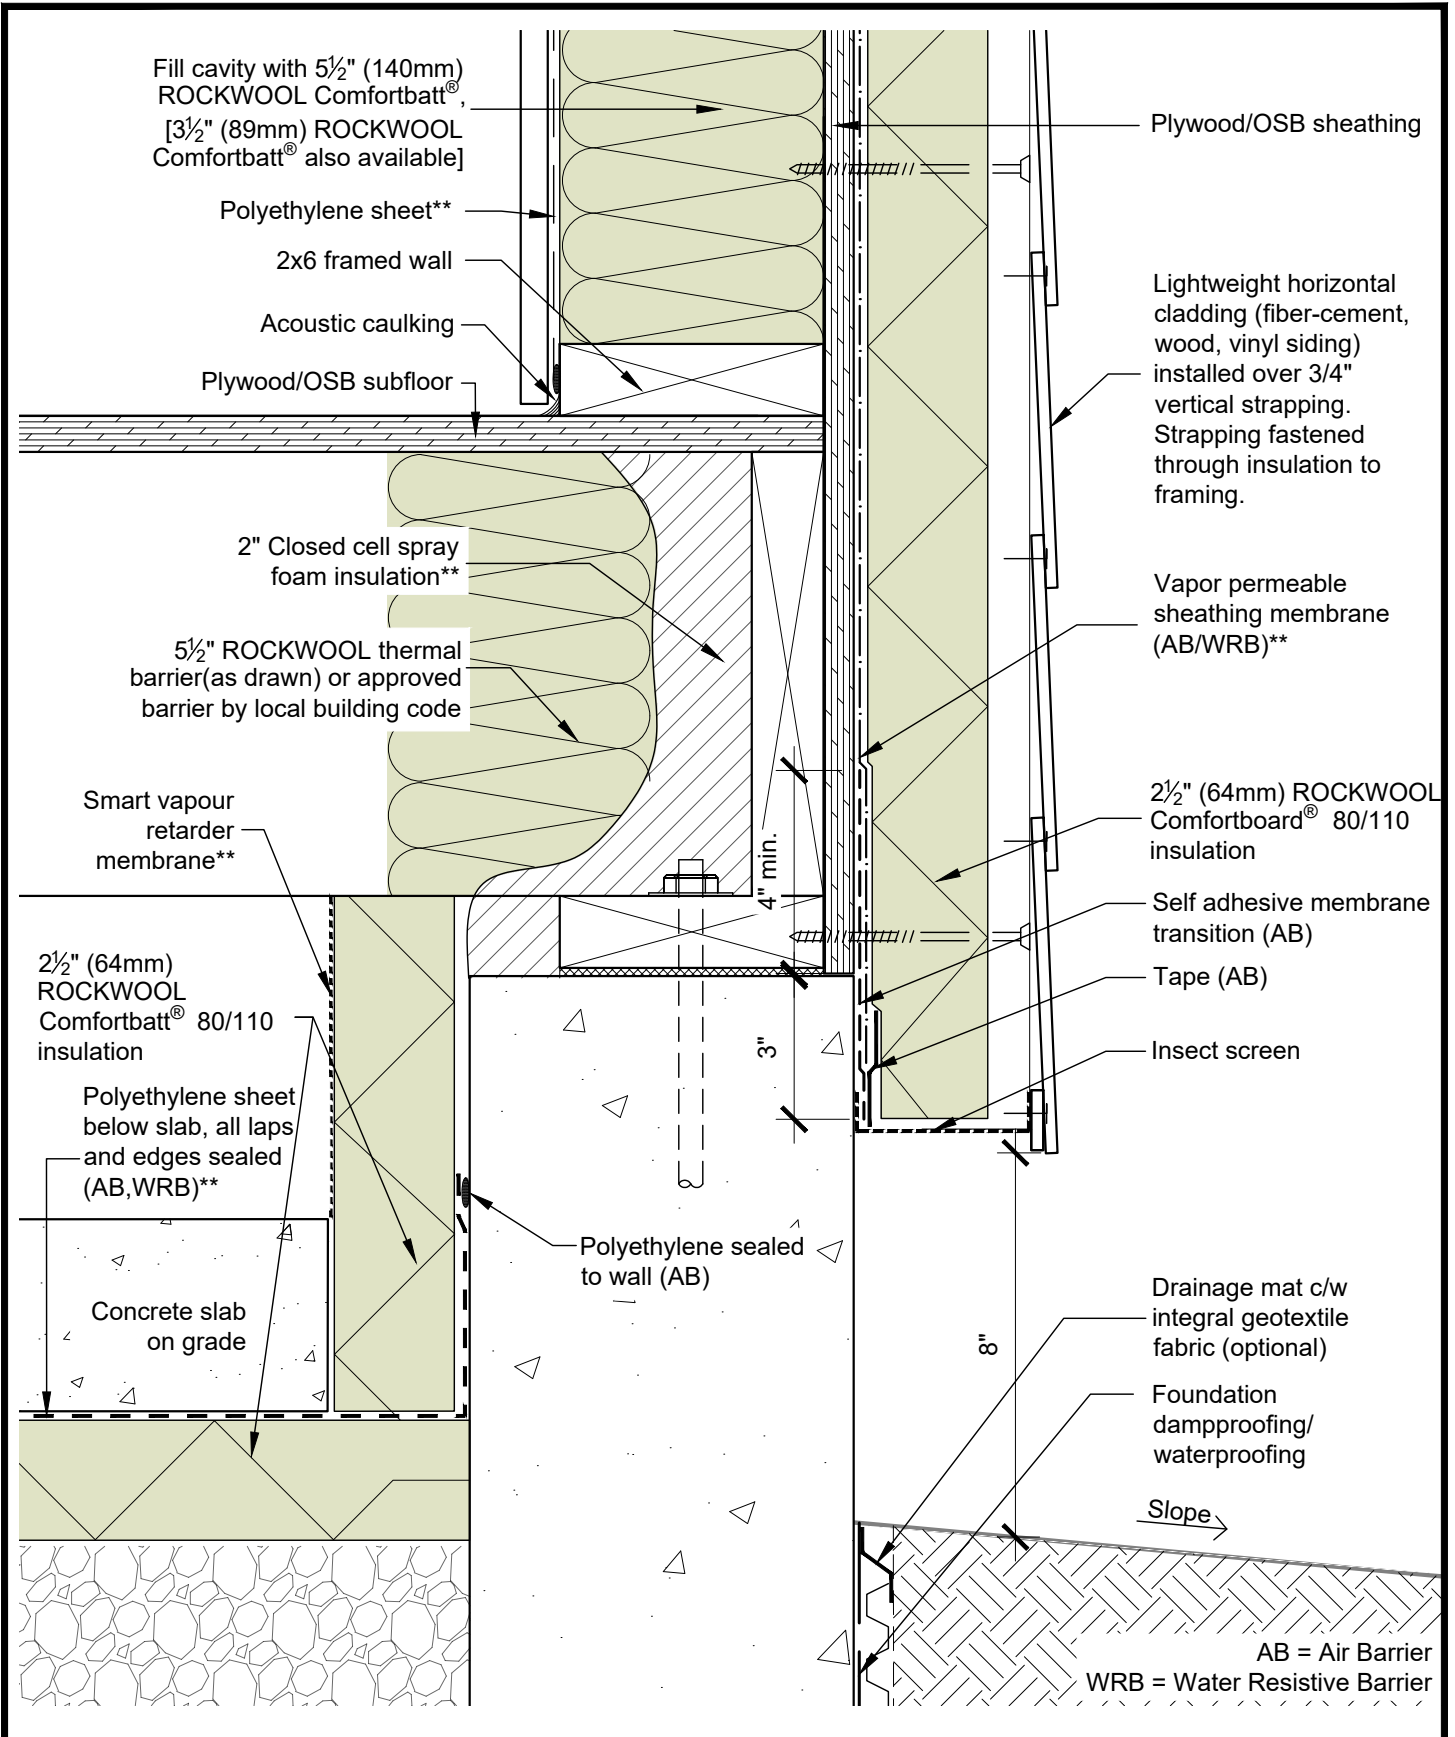 Fill cavity with 5½" (140mm)
ROCKWOOL Comfortbatt®,
[3½" (89mm) ROCKWOOL
Comfortbatt® also available]
Polyethylene sheet**
2x6 framed wall
Acoustic caulking
Plywood/OSB subfloor
2" Closed cell spray
foam insulation**
5½" ROCKWOOL thermal
barrier(as drawn) or approved
barrier by local building code
Smart vapour
retarder
membrane**
2½" (64mm)
ROCKWOOL
Comfortbatt® 80/110
insulation
Polyethylene sheet
below slab, all laps
and edges sealed
(AB,WRB)**
Concrete slab
on grade
Polyethylene sealed
to wall (AB)
4" min.
3"
8"
Plywood/OSB sheathing
Lightweight horizontal
cladding (fiber-cement,
wood, vinyl siding)
installed over 3/4"
vertical strapping.
Strapping fastened
through insulation to
framing.
Vapor permeable
sheathing membrane
(AB/WRB)**
2½" (64mm) ROCKWOOL
Comfortboard® 80/110
insulation
Self adhesive membrane
transition (AB)
Tape (AB)
Insect screen
Drainage mat c/w
integral geotextile
fabric (optional)
Foundation
dampproofing/
waterproofing
Slope
AB = Air Barrier
WRB = Water Resistive Barrier